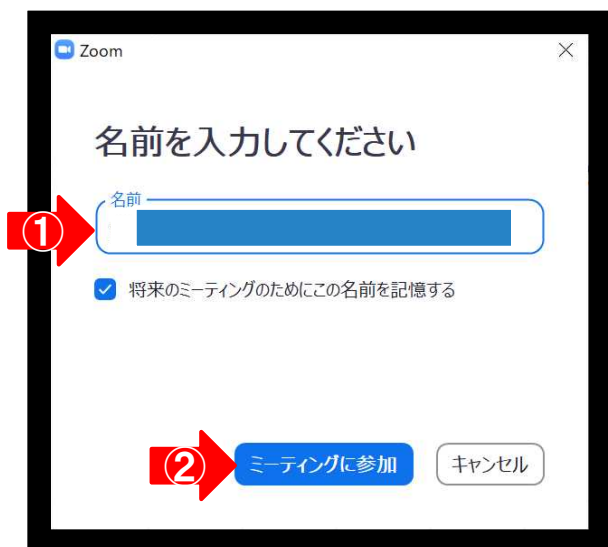 Zoom
名前を入力してください
名前
①
将来のミーティングのためにこの名前を記憶する
②
ミーティングに参加
キャンセル